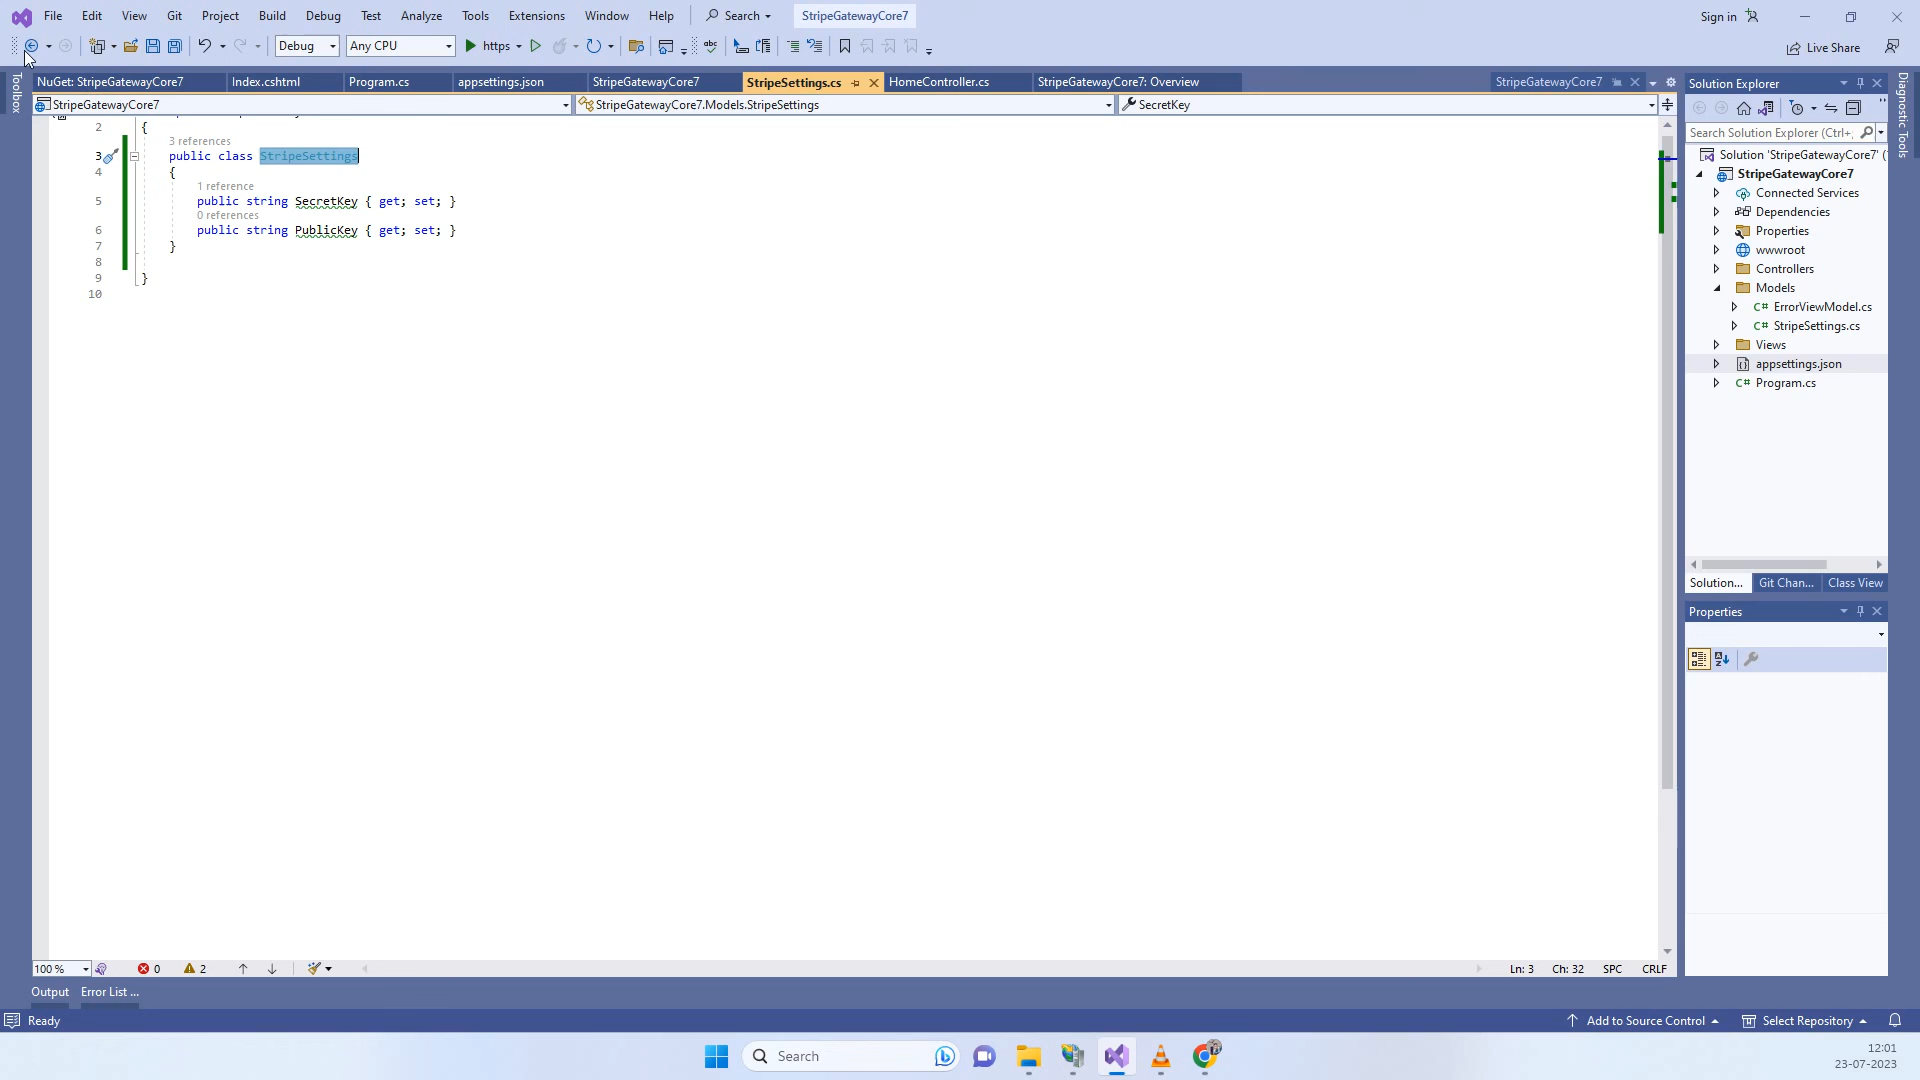 File Edit View Git Project Build Debug Test Analyze Tools Extensions Window Help Search StripeGatewayCore7 Sign in
Debug Any CPU https Live Share
NuGet: StripeGatewayCore7 Index.cshtml Program.cs appsettings.json StripeGatewayCore7 StripeSettings.cs HomeController.cs StripeGatewayCore7: Overview StripeGatewayCore7
StripeGatewayCore7 StripeGatewayCore7.Models.StripeSettings SecretKey
Toolbox
2 {
3 references
3 public class StripeSettings
4 {
1 reference
5 public string SecretKey { get; set; }
0 references
6 public string PublicKey { get; set; }
7 }
8
9 }
10
100 % 0 2 Ln: 3 Ch: 32 SPC CRLF
Solution Explorer
Search Solution Explorer (Ctrl+;
Solution 'StripeGatewayCore7' (
StripeGatewayCore7
Connected Services
Dependencies
Properties
wwwroot
Controllers
Models
C# ErrorViewModel.cs
C# StripeSettings.cs
Views
appsettings.json
C# Program.cs
Solution... Git Chan... Class View
Properties
Diagnostic Tools
Output Error List ...
Ready Add to Source Control Select Repository
Search
12:01
23-07-2023